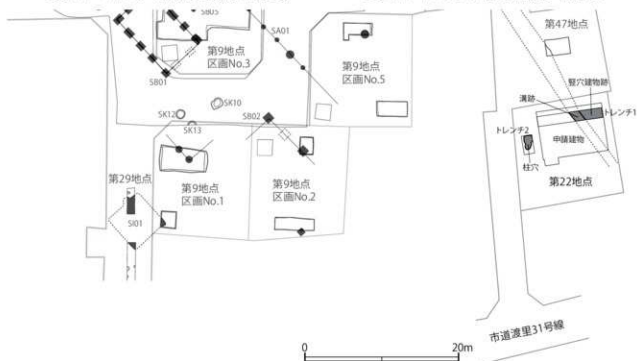 SB05
SA01
第9地点
区画No.3
SB01
第9地点
区画No.5
第47地点
竪穴建物跡
溝跡
トレンチ1
SK10
SK12
SB02
SK13
トレンチ2
申請建物
柱穴
第22地点
第29地点
第9地点
区画No.1
第9地点
区画No.2
SI01
市道渡里31号線
0
20m